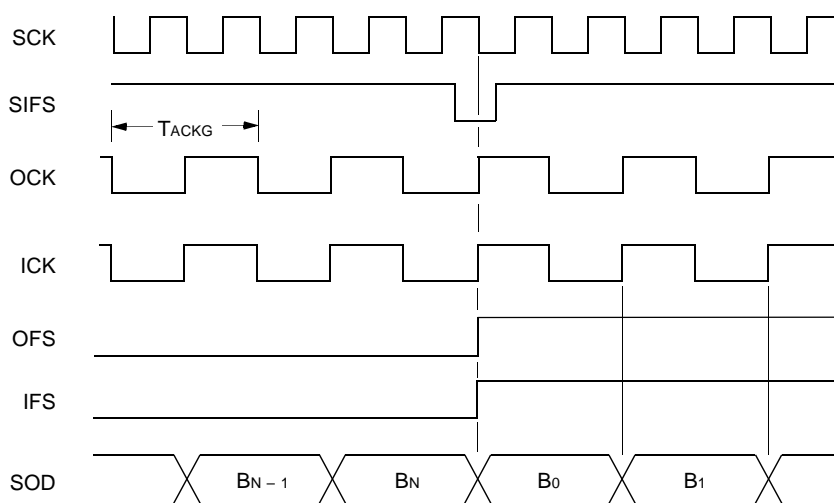 SCK
SIFS
TACKG
OCK
ICK
OFS
IFS
SOD
BN – 1
BN
B0
B1